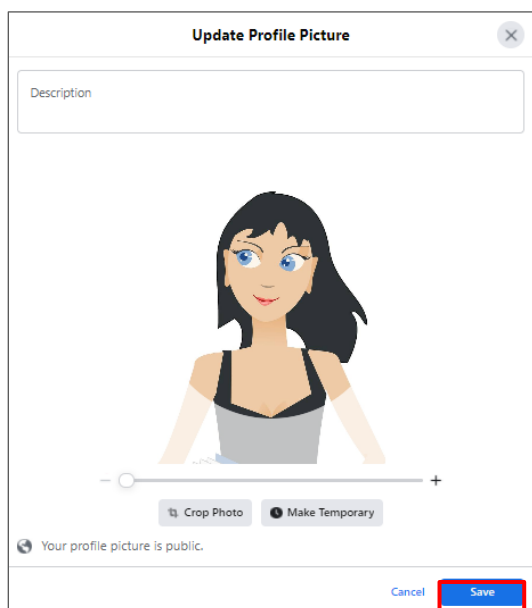 Update Profile Picture
Description
Crop Photo Make Temporary
Your profile picture is public.
Cancel Save